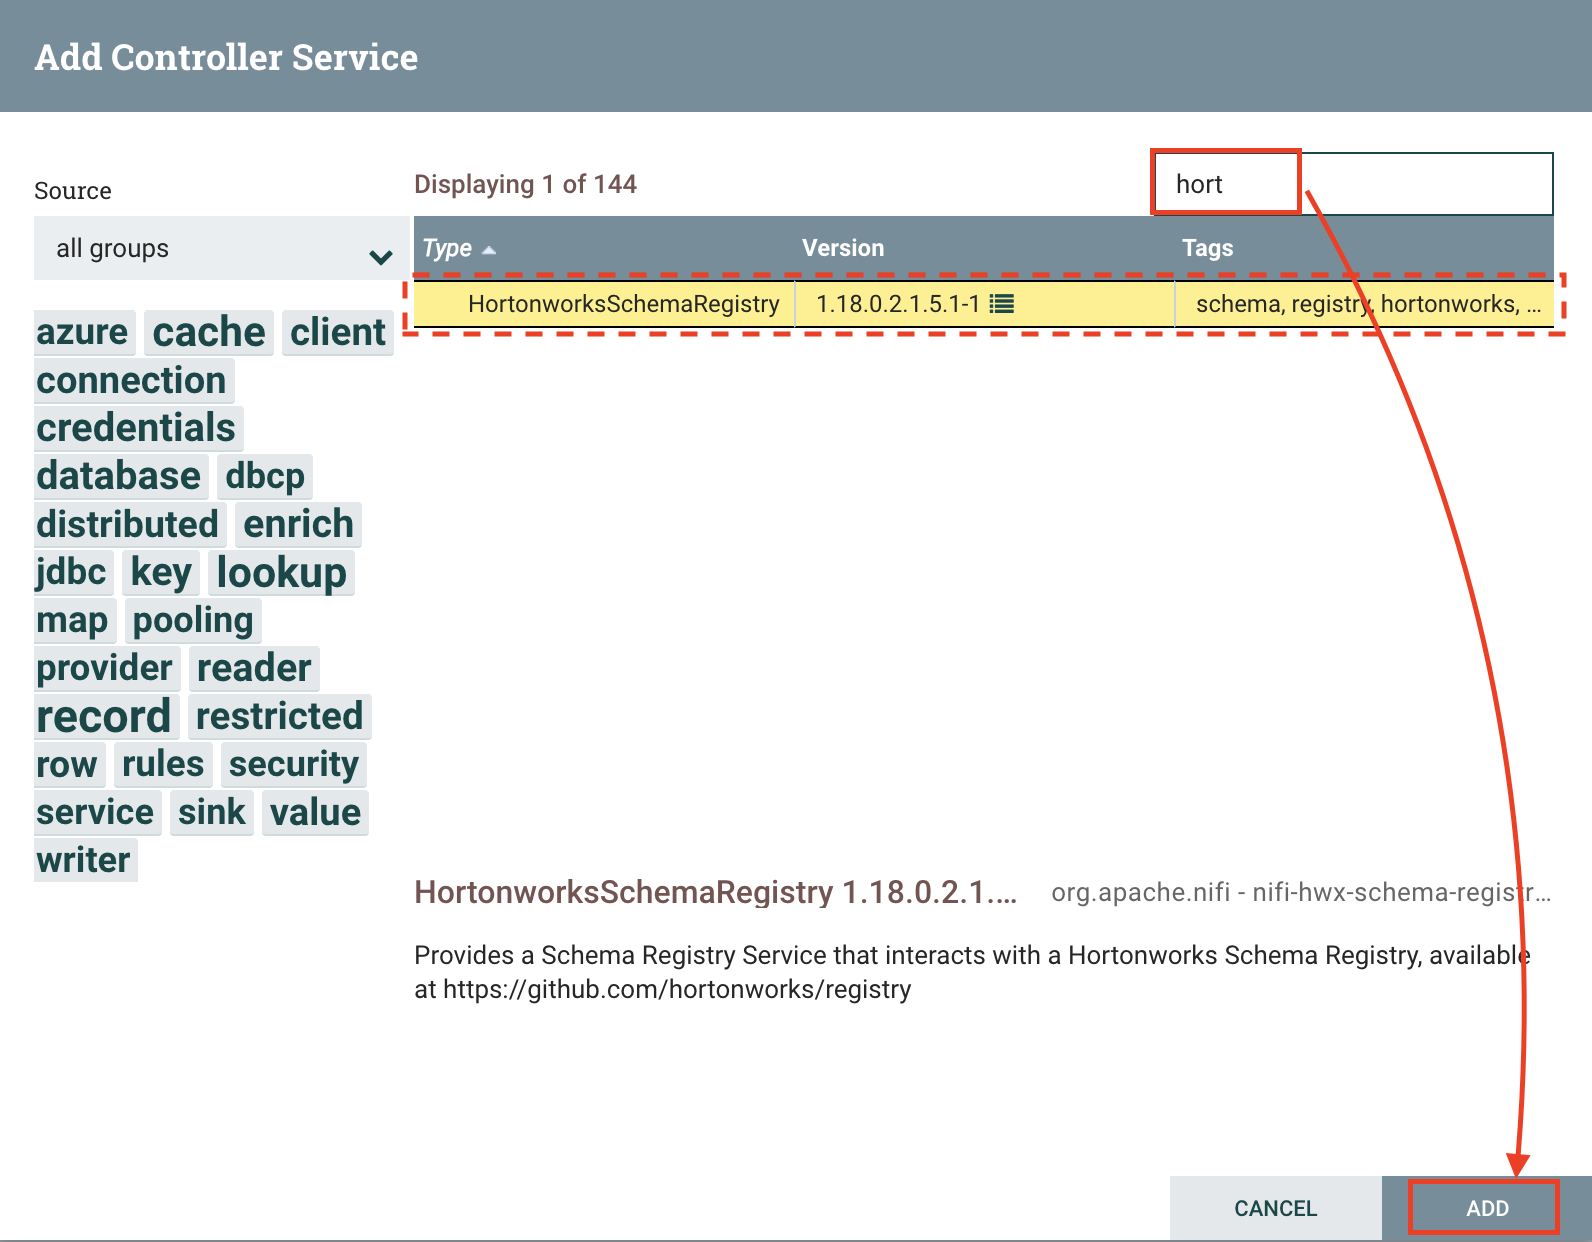 Add Controller Service
Source
Displaying 1 of 144
hort
all groups
Type Version Tags
HortonworksSchemaRegistry 1.18.0.2.1.5.1-1 schema, registry, hortonworks, ...
azure cache client
connection
credentials
database dbcp
distributed enrich
jdbc key lookup
map pooling
provider reader
record restricted
row rules security
service sink value
writer
HortonworksSchemaRegistry 1.18.0.2.1.... org.apache.nifi - nifi-hwx-schema-registr...
Provides a Schema Registry Service that interacts with a Hortonworks Schema Registry, available
at https://github.com/hortonworks/registry
CANCEL ADD